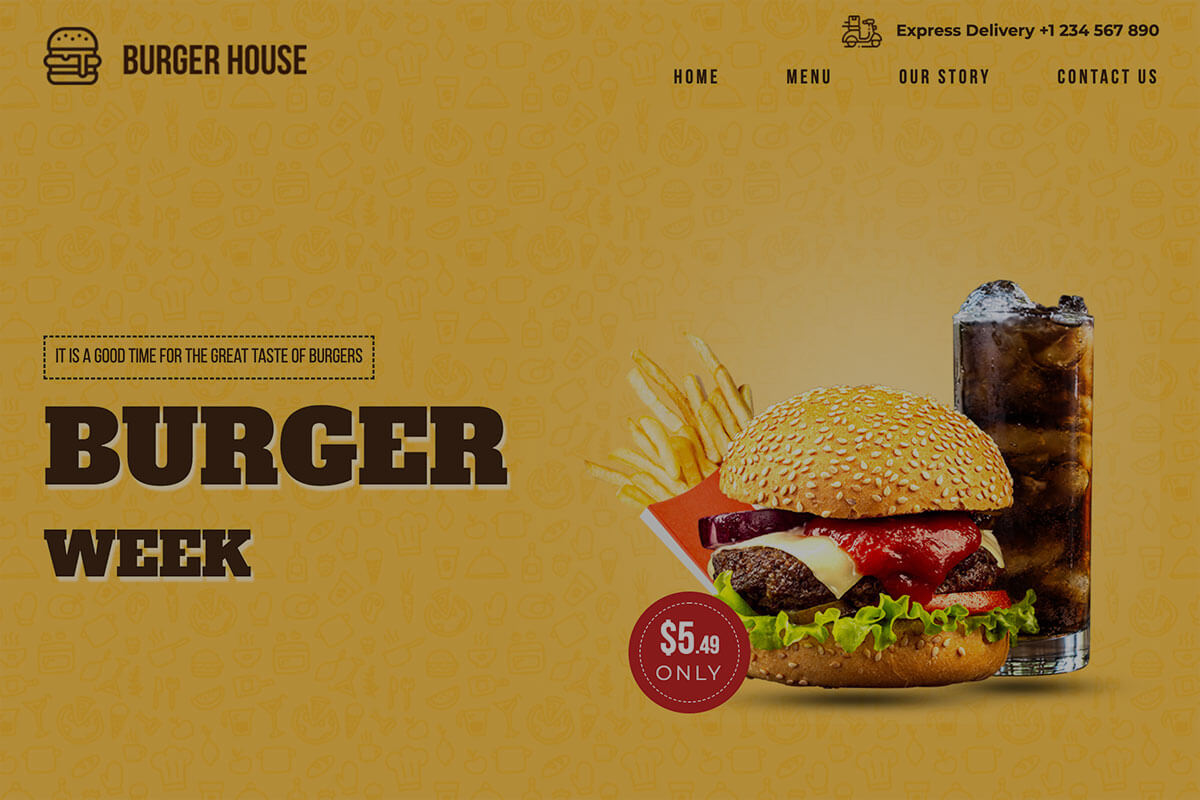 BURGER HOUSE
Express Delivery +1 234 567 890
HOME MENU OUR STORY CONTACT US
IT IS A GOOD TIME FOR THE GREAT TASTE OF BURGERS
BURGER
WEEK
$5.49
ONLY